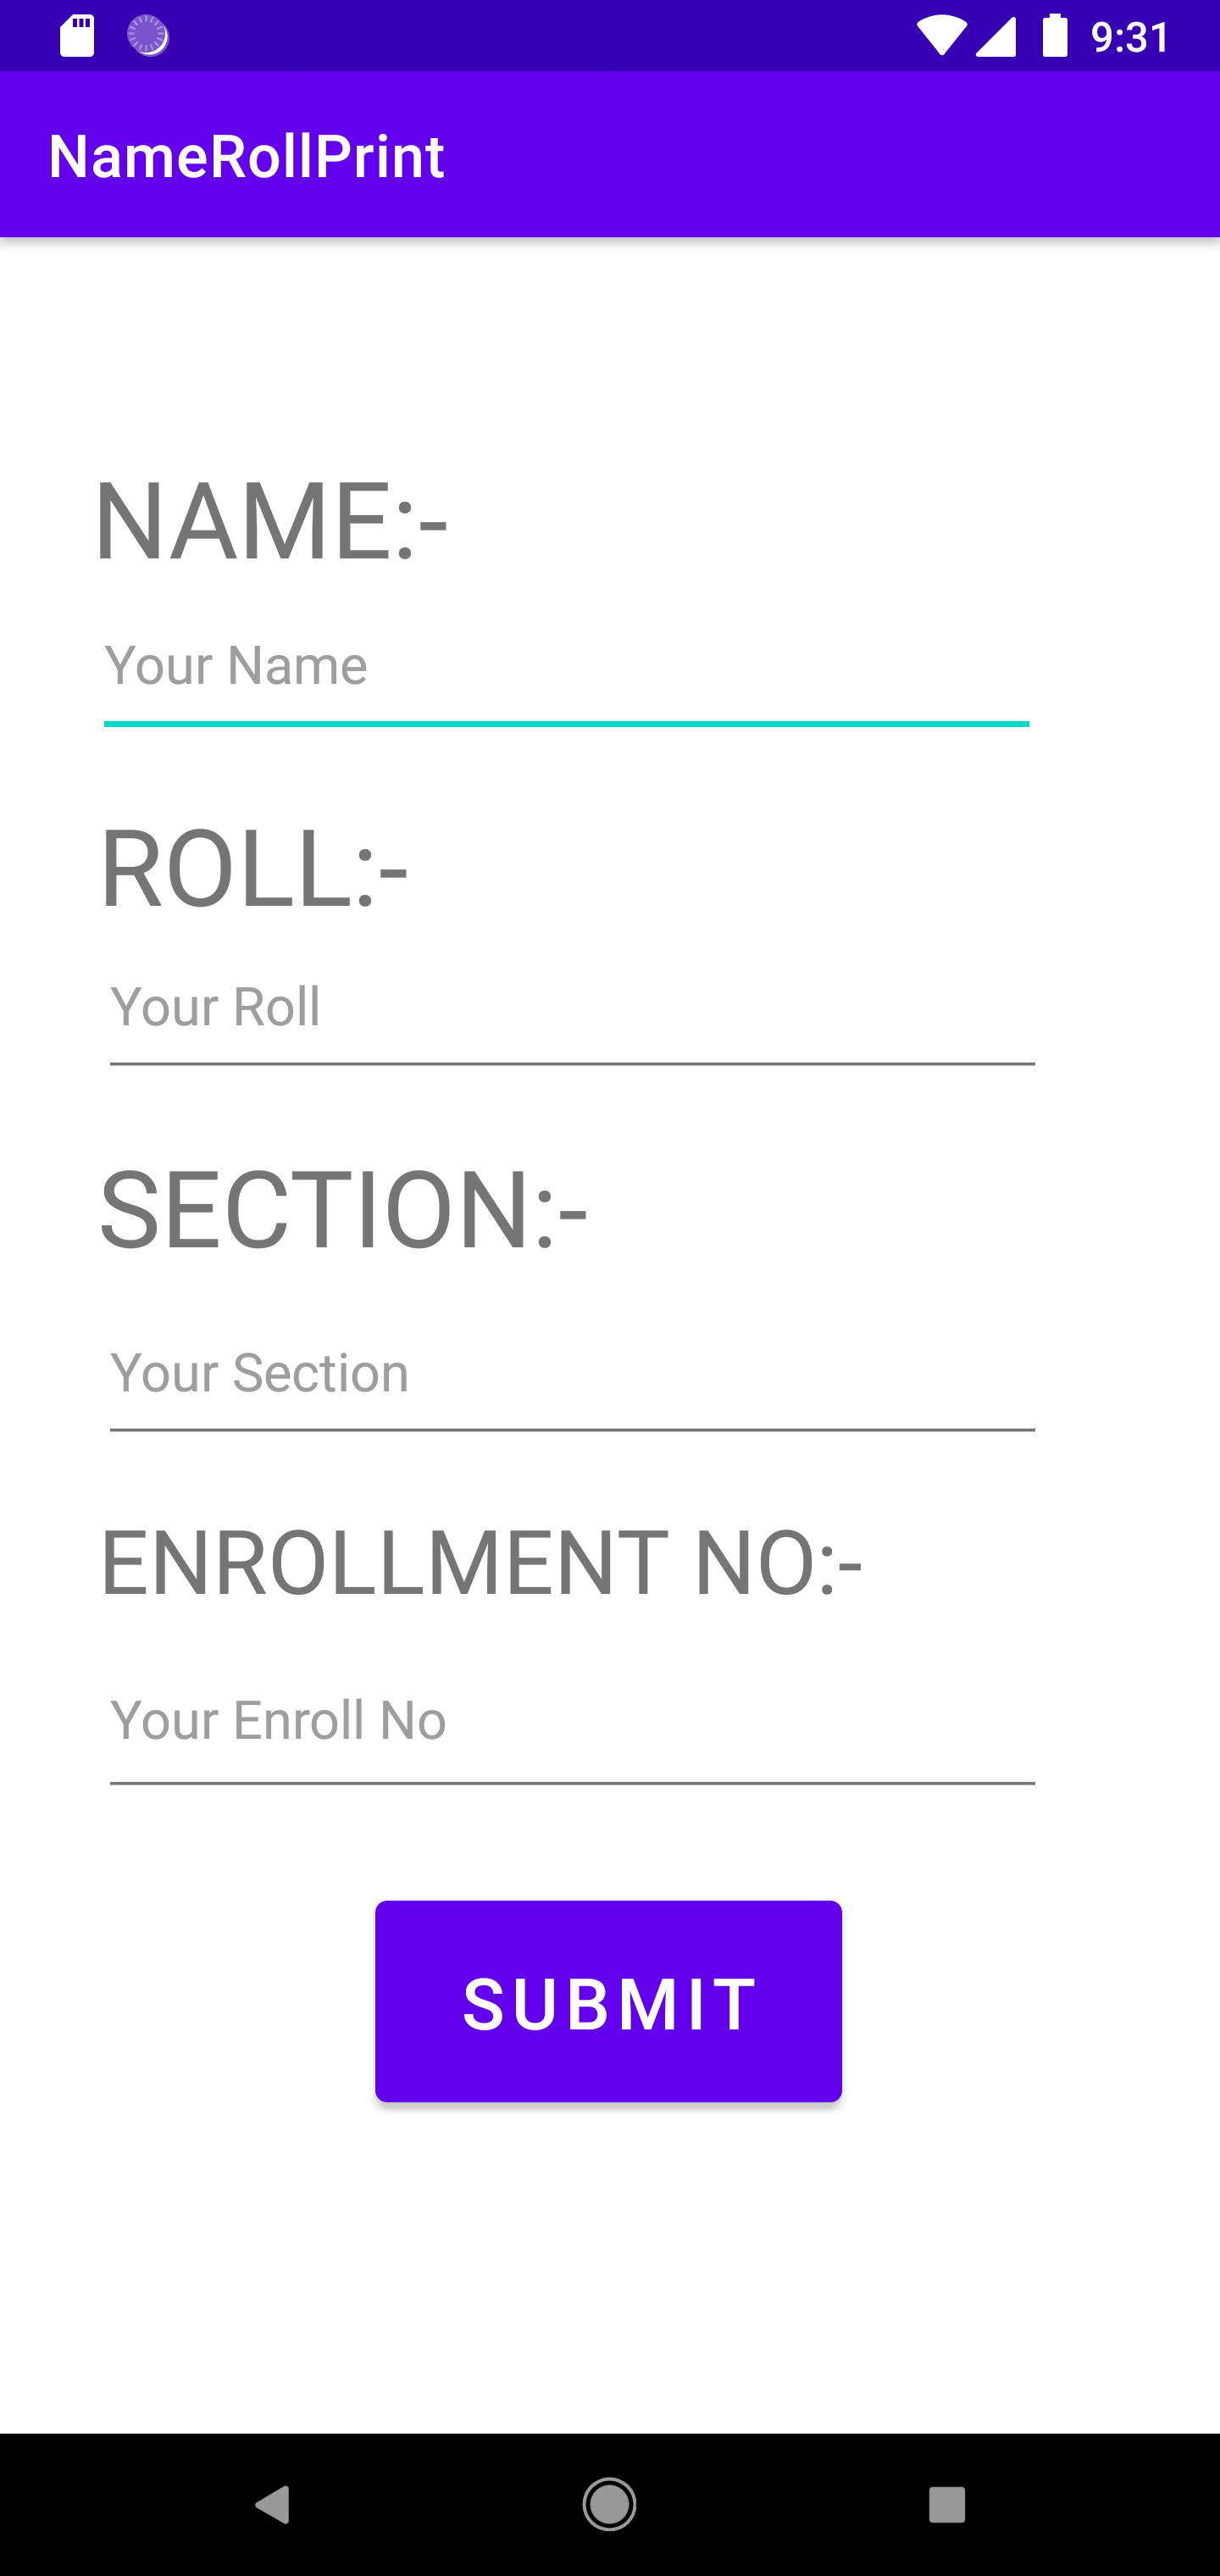 9:31
NameRollPrint
NAME:-
Your Name
ROLL:-
Your Roll
SECTION:-
Your Section
ENROLLMENT NO:-
Your Enroll No
SUBMIT